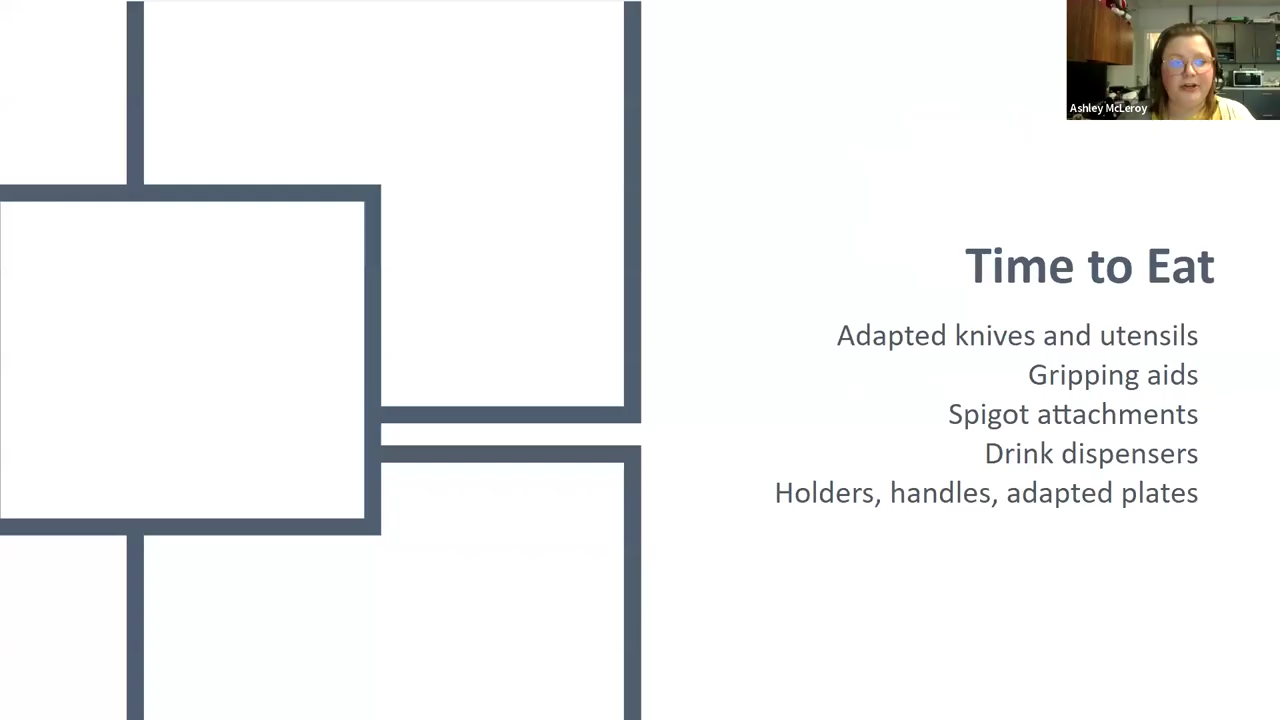 Ashley McLeroy
Time to Eat
Adapted knives and utensils
Gripping aids
Spigot attachments
Drink dispensers
Holders, handles, adapted plates